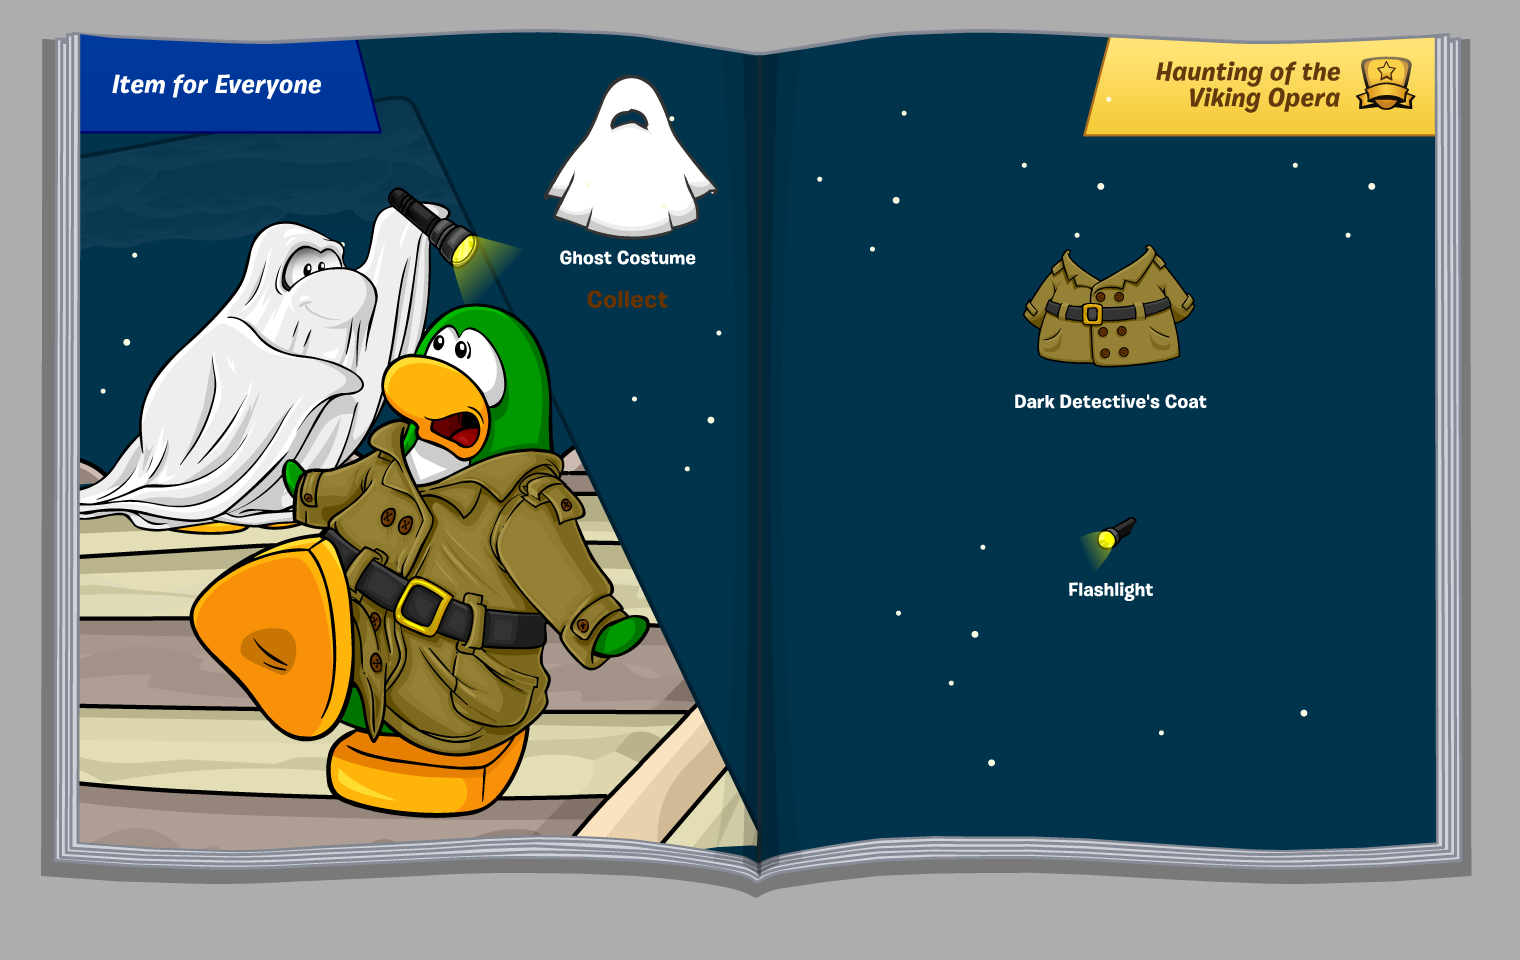 Item for Everyone
Ghost Costume
Collect
Haunting of the
Viking Opera
Dark Detective's Coat
Flashlight